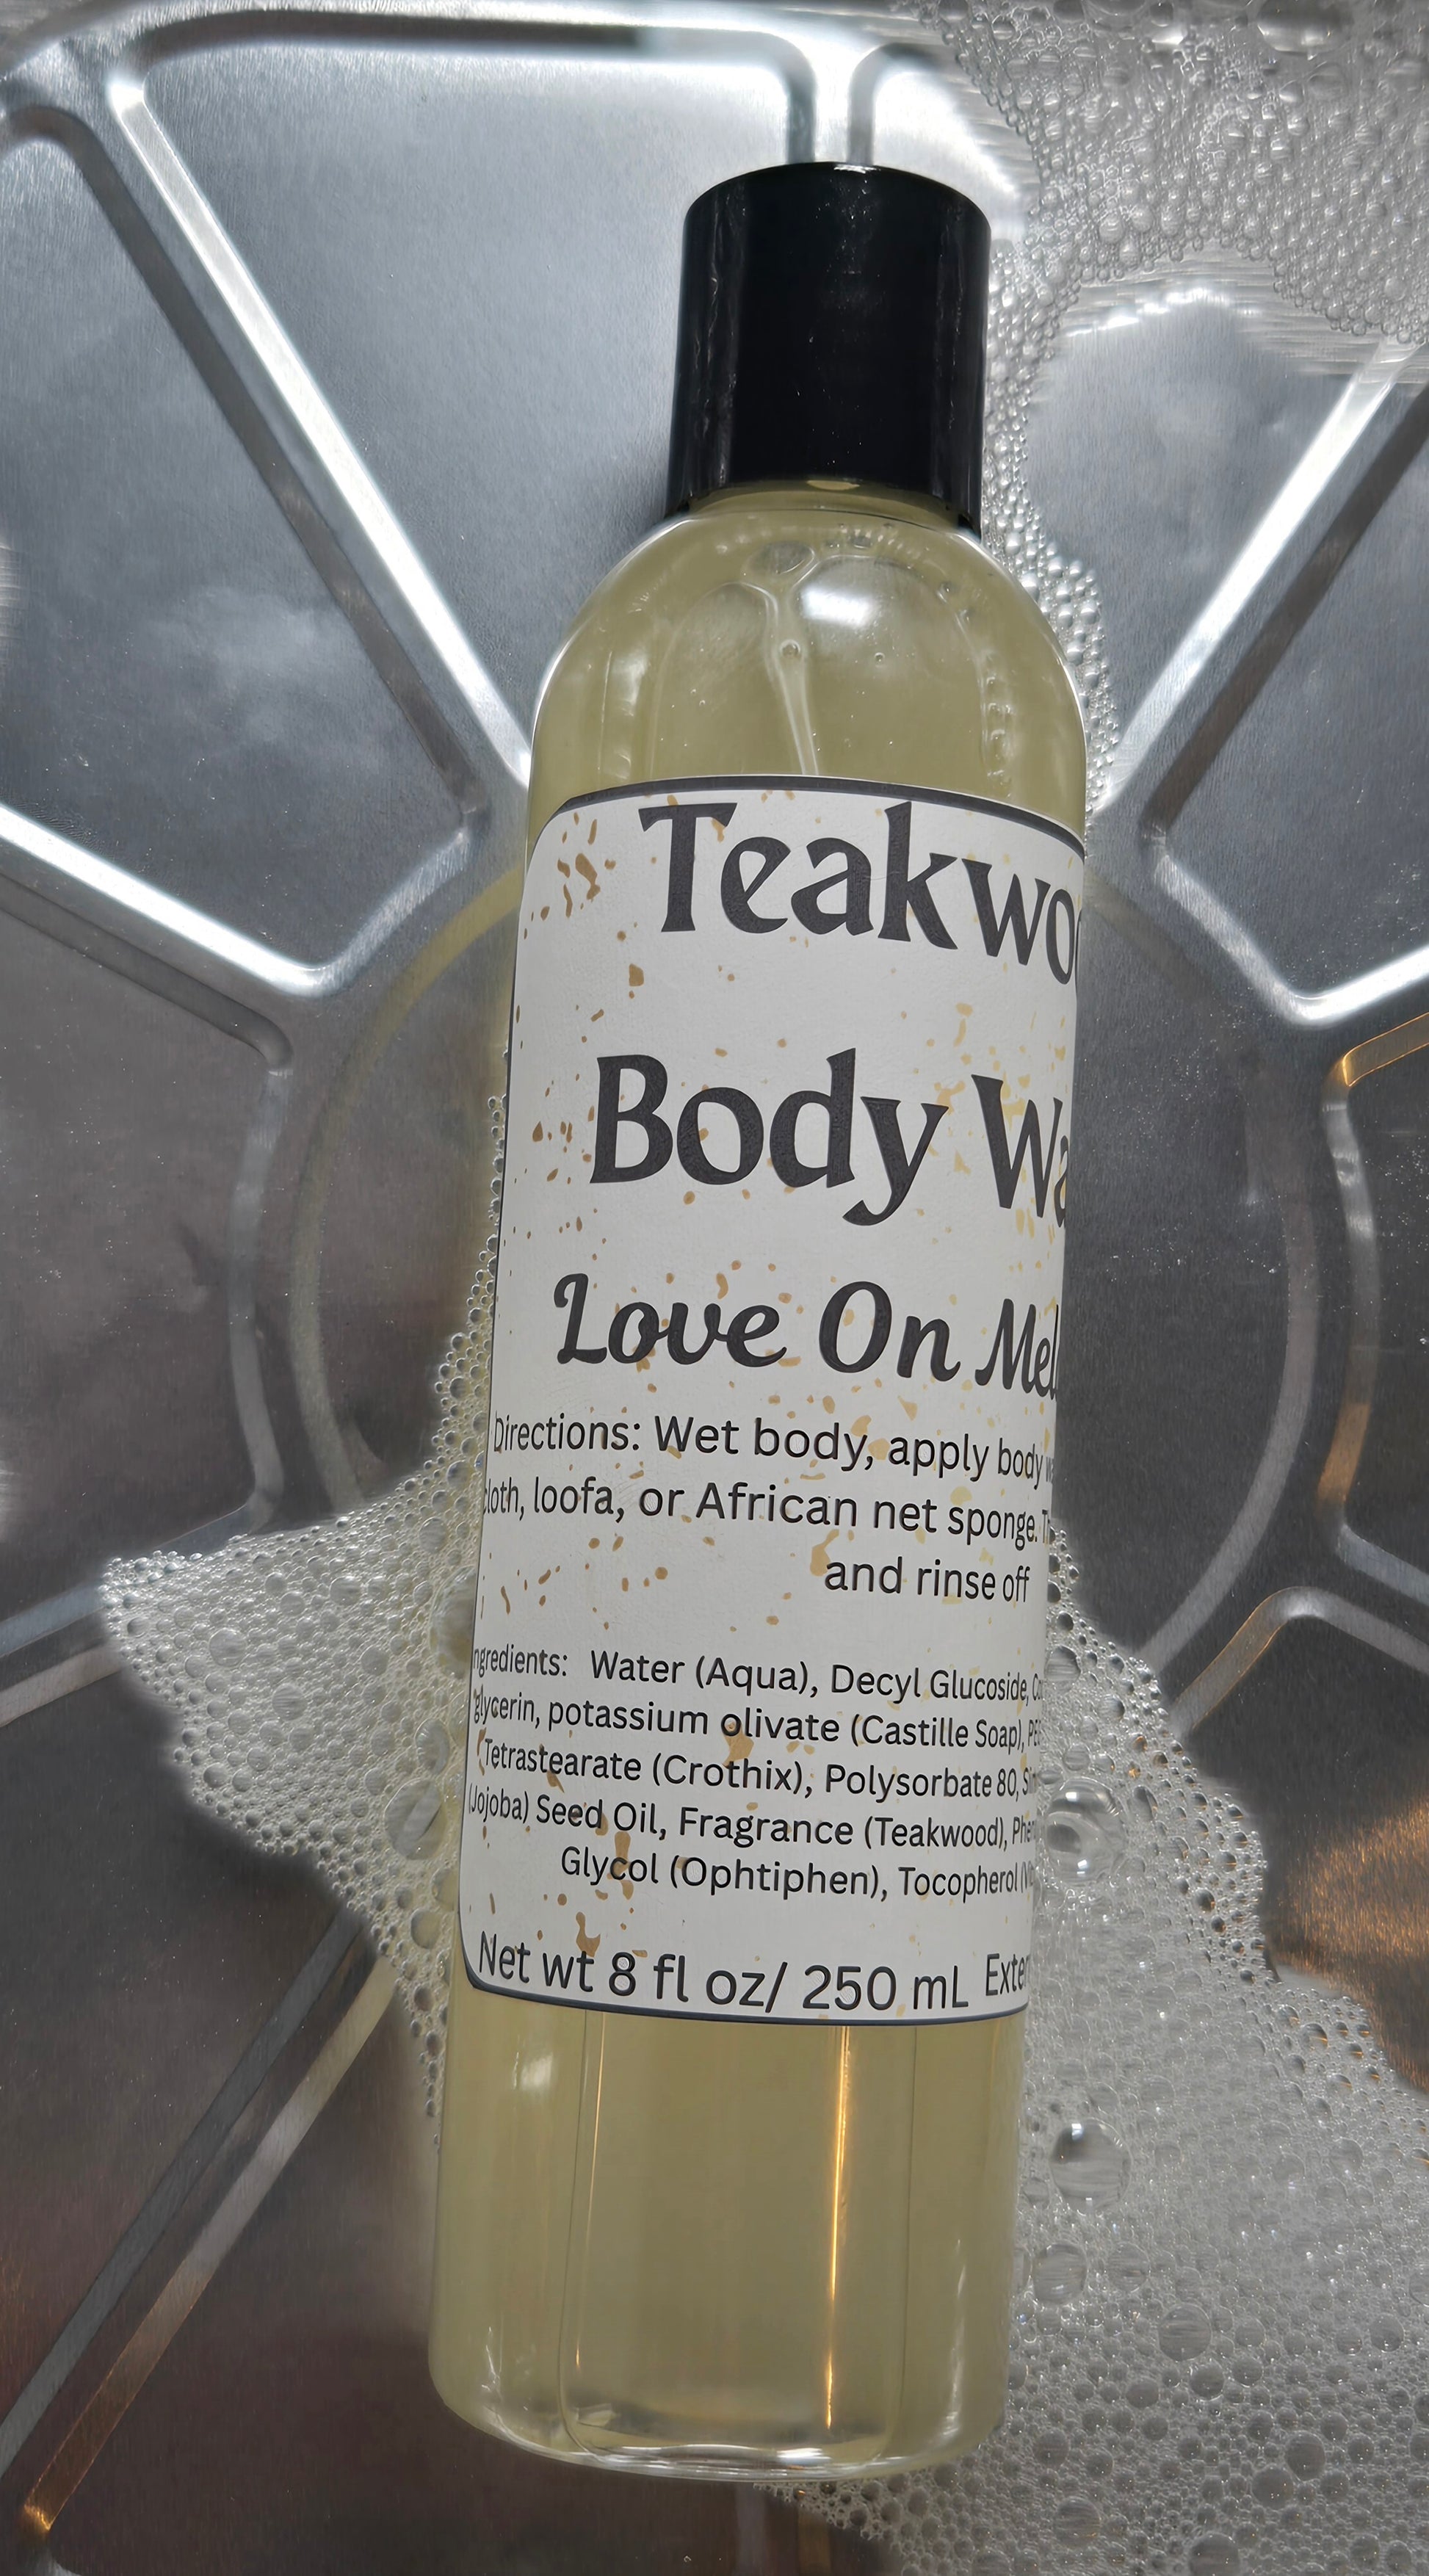 Teakwo
Body Wa
Love On Mel
Directions: Wet body, apply body
cloth, loofa, or African net sponge.
and rinse off
ngredients: Water (Aqua), Decyl Glucoside,
glycerin, potassium olivate (Castille Soap),
Tetrastearate (Crothix), Polysorbate 80,
(Jojoba) Seed Oil, Fragrance (Teakwood),
Glycol (Ophtiphen), Tocopherol
Net wt 8 fl oz/ 250 mL Exter